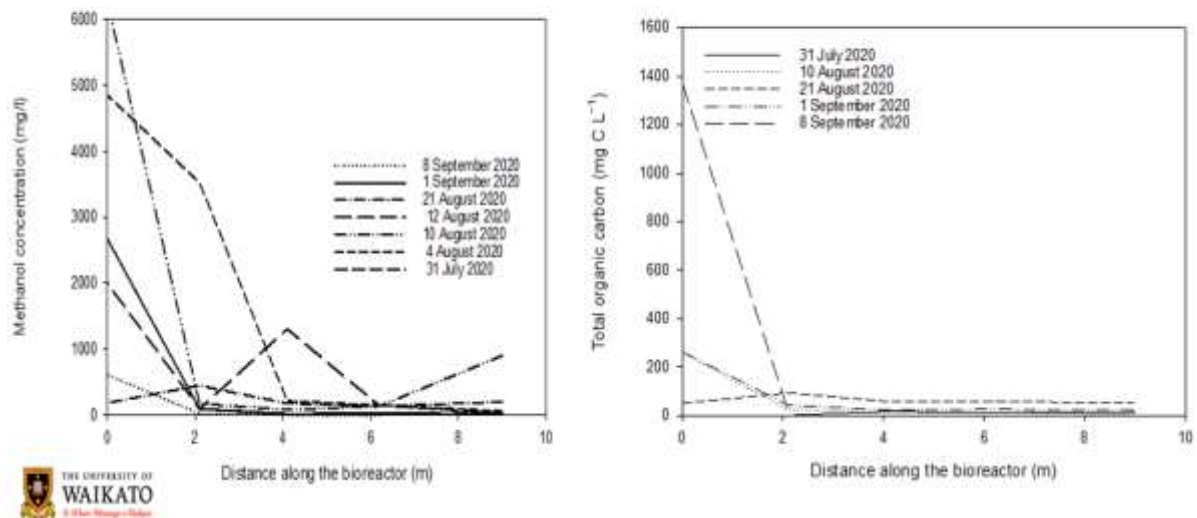 6000
5000
4000
3000
2000
1000
0
Methanol concentration (mg/l)
8 September 2020
1 September 2020
21 August 2020
12 August 2020
10 August 2020
4 August 2020
31 July 2020
0 2 4 6 8 10
Distance along the bioreactor (m)
1600
1400
1200
1000
800
600
400
200
0
Total organic carbon (mg C L⁻¹)
31 July 2020
10 August 2020
21 August 2020
1 September 2020
8 September 2020
0 2 4 6 8 10
Distance along the bioreactor (m)
THE UNIVERSITY OF
WAIKATO